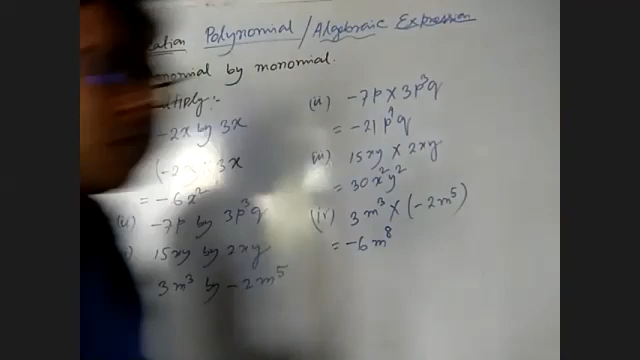 Polynomial / Algebraic Expression
monomial.
by monomial.
-2x by 3x
3x
= -6x²
(ii) -7p by 3p³q
15xy by 2xy
3m³ by -2m⁵
(ii) -7p × 3p³q
= -21p⁴q
(iii) 15xy × 2xy
= 30x²y²
(iv) 3m³ × (-2m⁵)
= -6m⁸